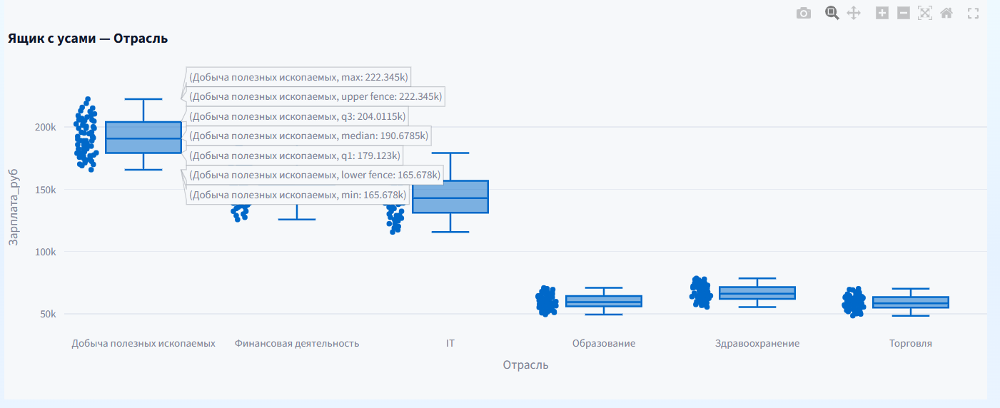 Ящик с усами — Отрасль
(Добыча полезных ископаемых, max: 222.345k)
(Добыча полезных ископаемых, upper fence: 222.345k)
(Добыча полезных ископаемых, q3: 204.0115k)
(Добыча полезных ископаемых, median: 190.6785k)
(Добыча полезных ископаемых, q1: 179.123k)
(Добыча полезных ископаемых, lower fence: 165.678k)
(Добыча полезных ископаемых, min: 165.678k)
200k
150k
100k
50k
Зарплата_руб
Добыча полезных ископаемых
Финансовая деятельность
IT
Образование
Здравоохранение
Торговля
Отрасль